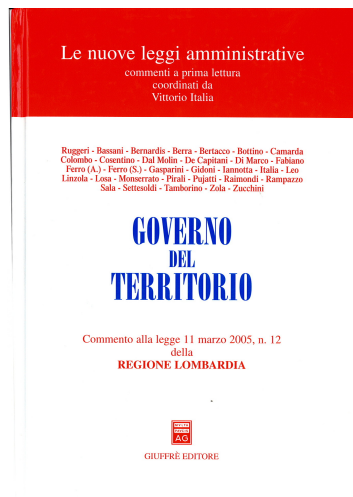 Le nuove leggi amministrative
commenti a prima lettura
coordinati da
Vittorio Italia
Ruggeri - Bassani - Bernardis - Berra - Bertacco - Bottino - Camarda
Colombo - Cosentino - Dal Molin - De Capitani - Di Marco - Fabiano
Ferro (A.) - Ferro (S.) - Gasparini - Gidoni - Iannotta - Italia - Leo
Linzola - Losa - Monserrato - Pirali - Pujatti - Raimondi - Rampazzo
Sala - Settesoldi - Tamborino - Zola - Zucchini
GOVERNO
DEL
TERRITORIO
Commento alla legge 11 marzo 2005, n. 12
della
REGIONE LOMBARDIA
AG
GIUFFRÈ EDITORE